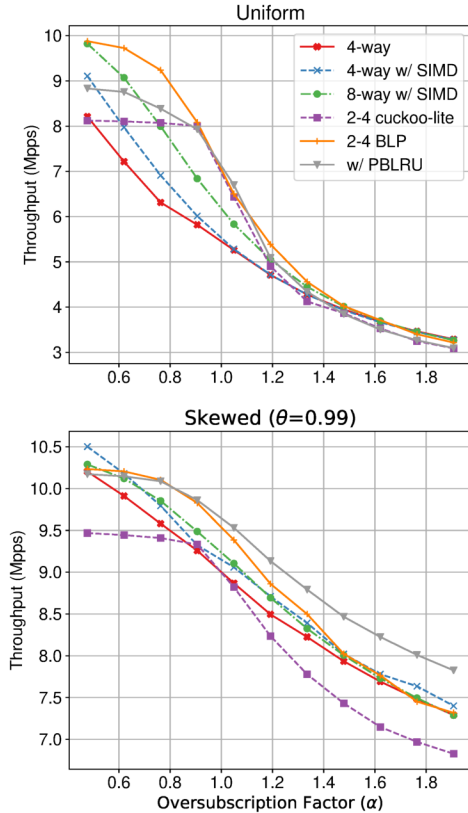 Uniform
10
9
8
7
6
5
4
3
Throughput (Mpps)
4-way
4-way w/ SIMD
8-way w/ SIMD
2-4 cuckoo-lite
2-4 BLP
w/ PBLRU
0.6 0.8 1.0 1.2 1.4 1.6 1.8
Skewed (θ=0.99)
10.5
10.0
9.5
9.0
8.5
8.0
7.5
7.0
Throughput (Mpps)
0.6 0.8 1.0 1.2 1.4 1.6 1.8
Oversubscription Factor (α)